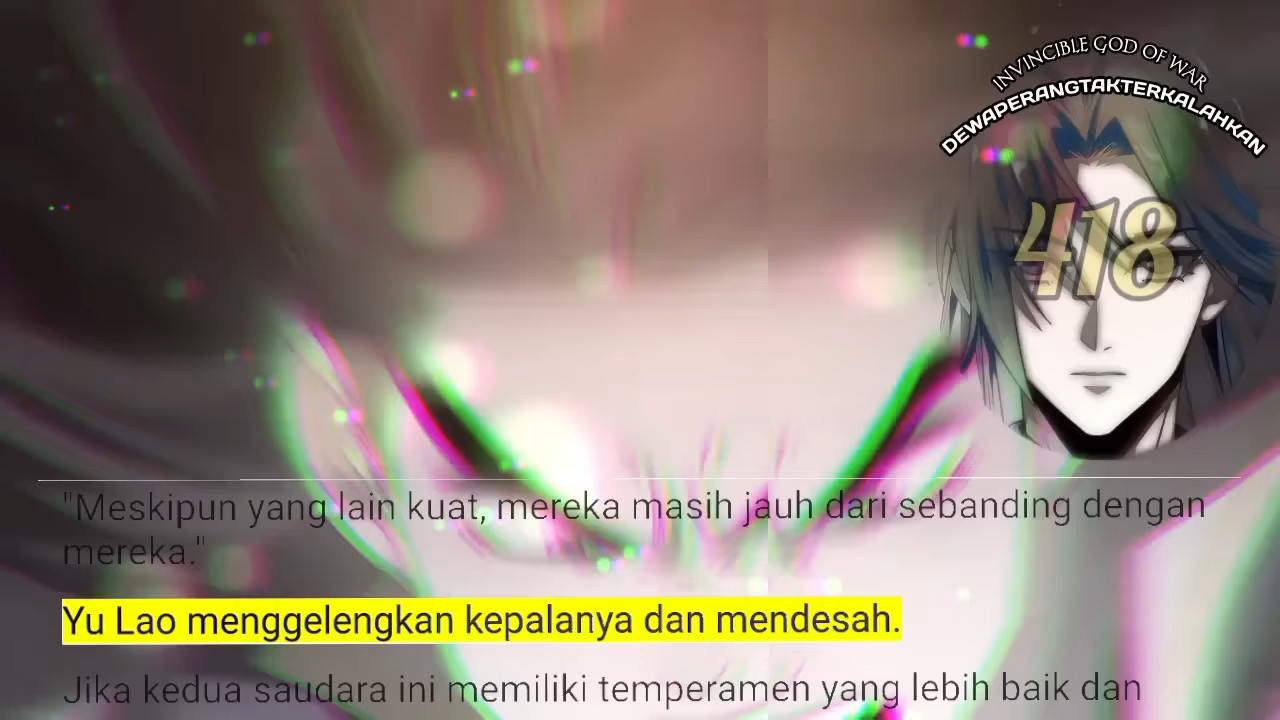 INVINCIBLE GOD OF WAR
DEWAPERANGTAKTERKALAHKAN
418
"Meskipun yang lain kuat, mereka masih jauh dari sebanding dengan
mereka."
Yu Lao menggelengkan kepalanya dan mendesah.
Jika kedua saudara ini memiliki temperamen yang lebih baik dan